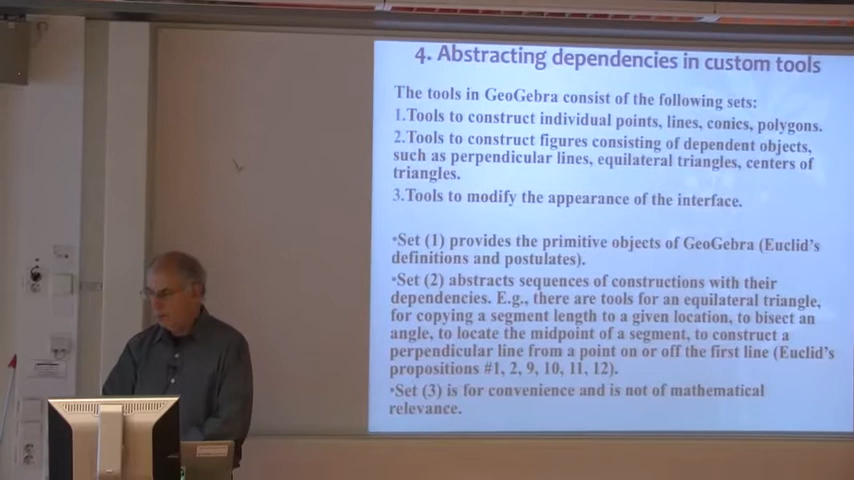 4. Abstracting dependencies in custom tools
The tools in GeoGebra consist of the following sets:
1.Tools to construct individual points, lines, conics, polygons.
2.Tools to construct figures consisting of dependent objects,
such as perpendicular lines, equilateral triangles, centers of
triangles.
3.Tools to modify the appearance of the interface.
•Set (1) provides the primitive objects of GeoGebra (Euclid's
definitions and postulates).
•Set (2) abstracts sequences of constructions with their
dependencies. E.g., there are tools for an equilateral triangle,
for copying a segment length to a given location, to bisect an
angle, to locate the midpoint of a segment, to construct a
perpendicular line from a point on or off the first line (Euclid's
propositions #1, 2, 9, 10, 11, 12).
•Set (3) is for convenience and is not of mathematical
relevance.